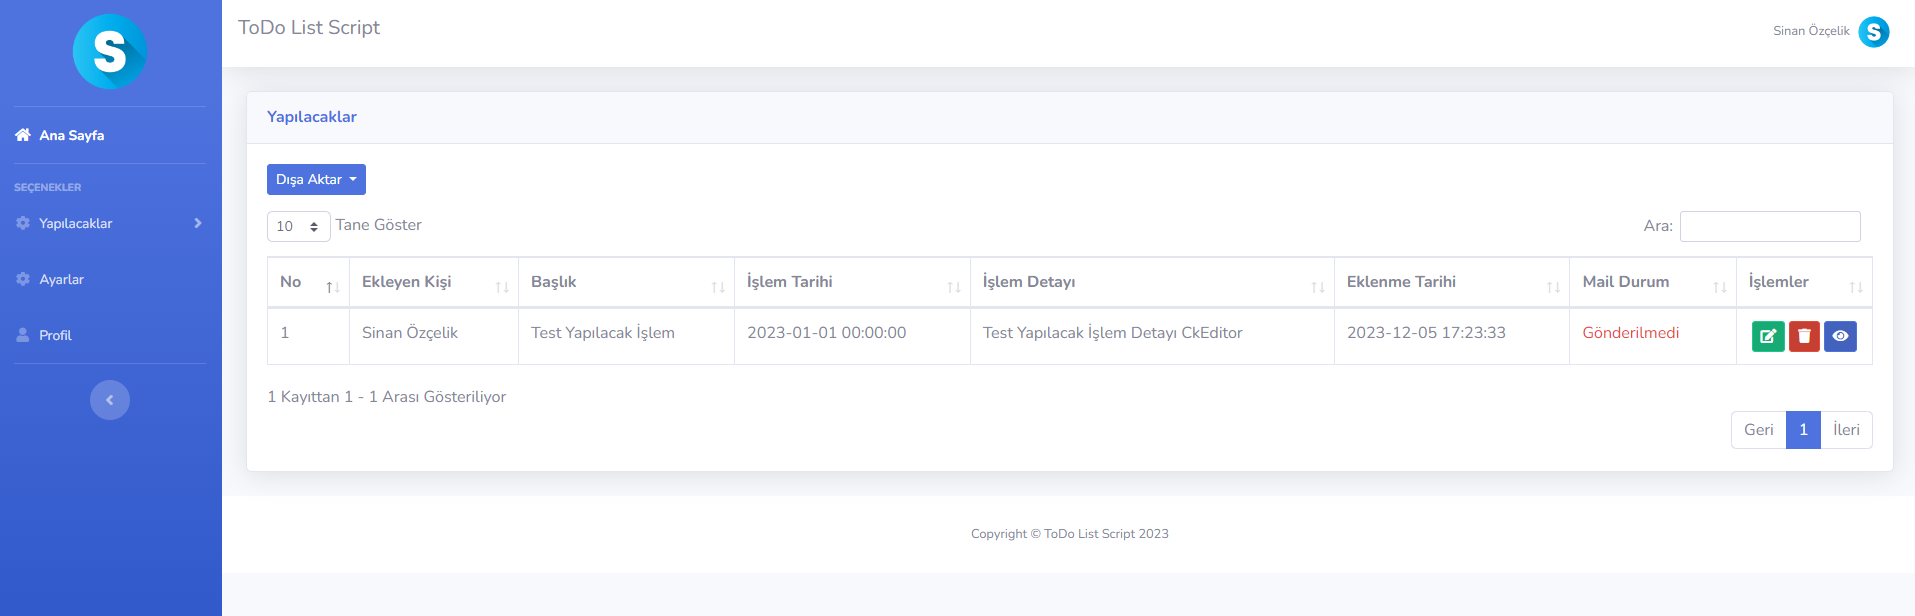 S
ToDo List Script
Sinan Özçelik
S
Ana Sayfa
SEÇENEKLER
Yapılacaklar
Ayarlar
Profil
Yapılacaklar
Dışa Aktar
10 Tane Göster
Ara:
No Ekleyen Kişi Başlık İşlem Tarihi İşlem Detayı Eklenme Tarihi Mail Durum İşlemler
1 Sinan Özçelik Test Yapılacak İşlem 2023-01-01 00:00:00 Test Yapılacak İşlem Detayı CkEditor 2023-12-05 17:23:33 Gönderilmedi
1 Kayıttan 1 - 1 Arası Gösteriliyor
Geri 1 İleri
Copyright © ToDo List Script 2023